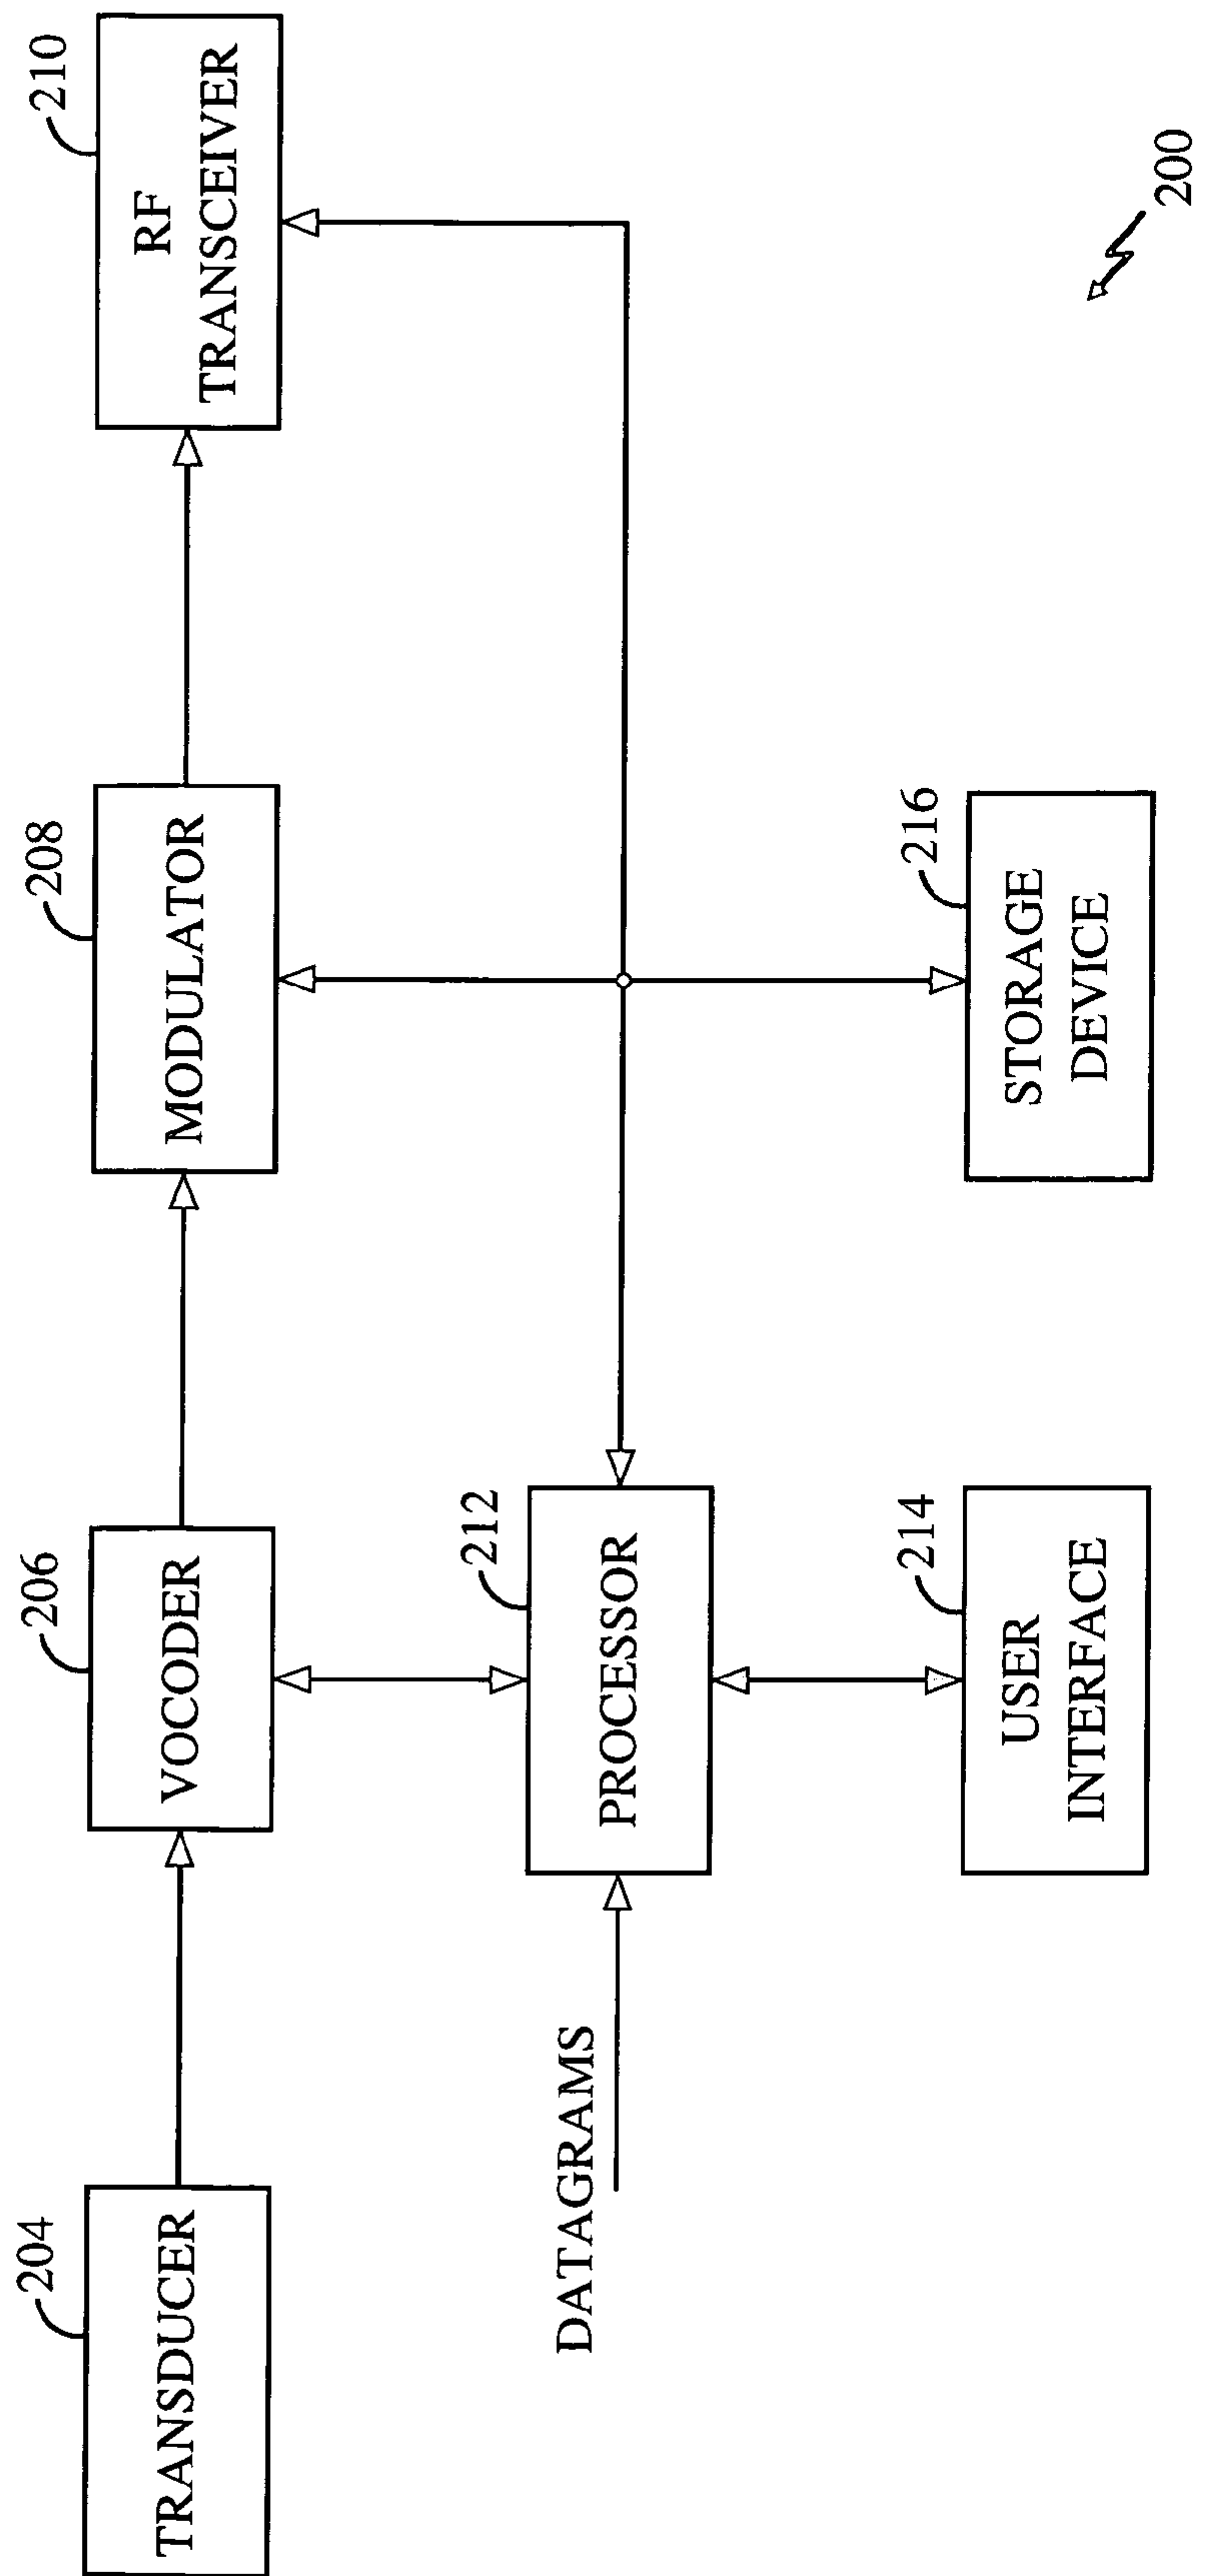 204
TRANSDUCER
206
VOCODER
208
MODULATOR
210
RF
TRANSCEIVER
DATAGRAMS
212
PROCESSOR
214
USER
INTERFACE
216
STORAGE
DEVICE
200